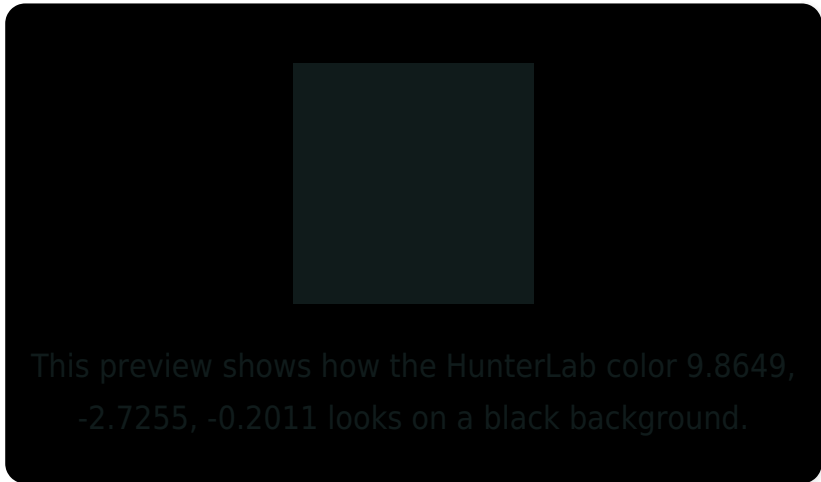 This preview shows how the HunterLab color 9.8649,
-2.7255, -0.2011 looks on a black background.